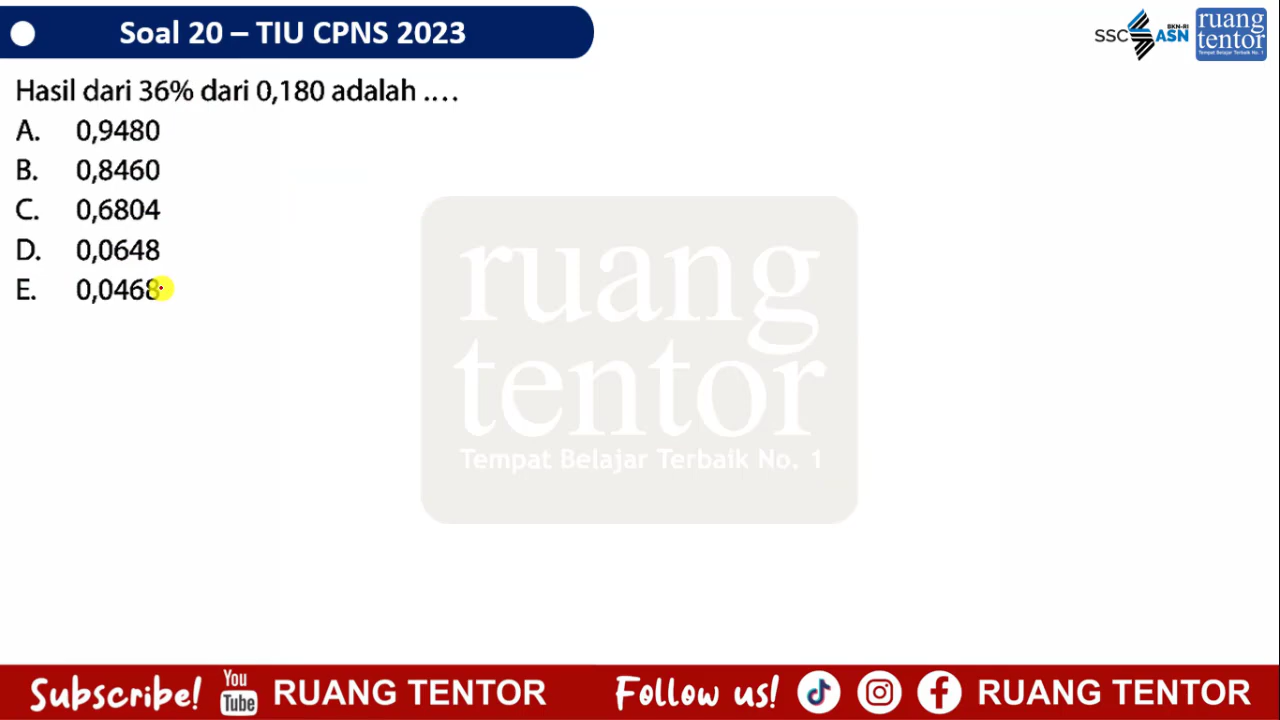 Soal 20 – TIU CPNS 2023
SSC BKN-RI ASN
ruang
tentor
Tempat Belajar Terbaik No. 1
Hasil dari 36% dari 0,180 adalah ....
A. 0,9480
B. 0,8460
C. 0,6804
D. 0,0648
E. 0,0468
ruang
tentor
Tempat Belajar Terbaik No. 1
Subscribe! You Tube RUANG TENTOR Follow us! RUANG TENTOR